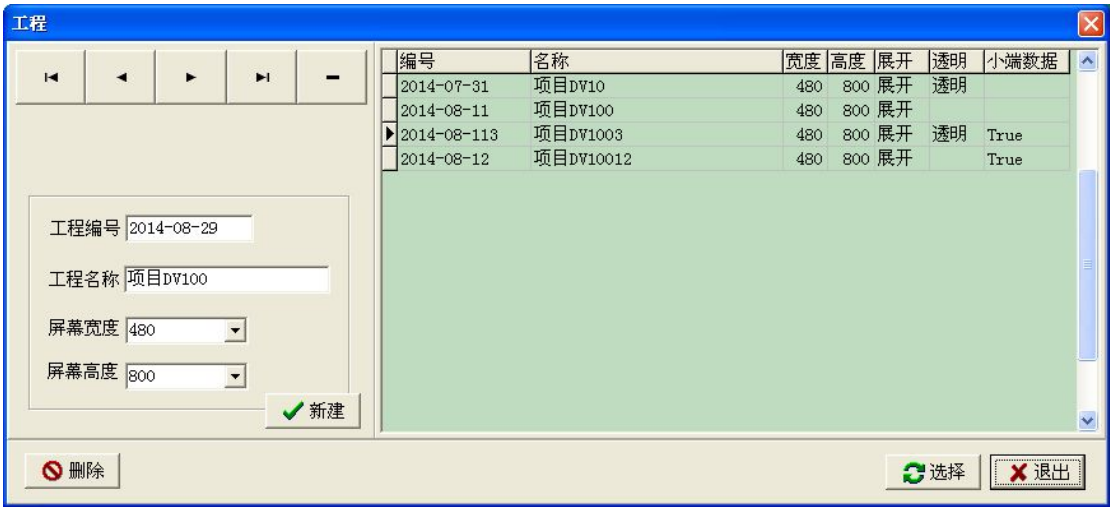 工程
编号 名称 宽度 高度 展开 透明 小端数据
2014-07-31 项目DV10 480 800 展开 透明
2014-08-11 项目DV100 480 800 展开
2014-08-113 项目DV1003 480 800 展开 透明 True
2014-08-12 项目DV10012 480 800 展开 True
工程编号 2014-08-29
工程名称 项目DV100
屏幕宽度 480
屏幕高度 800
新建
删除 选择 退出